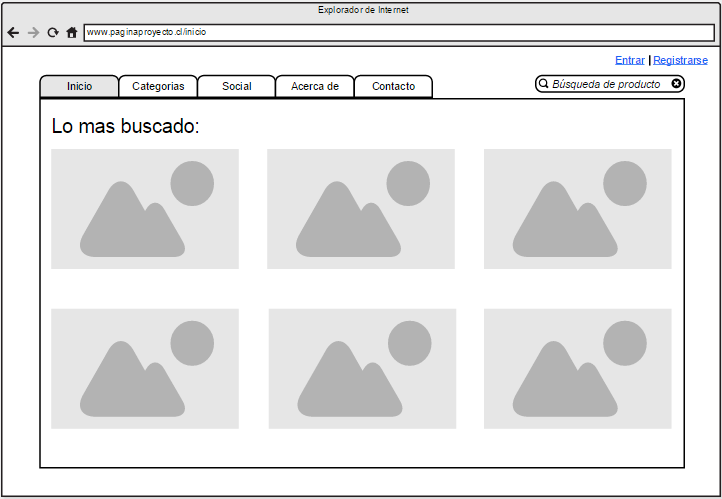 Explorador de Internet
www.paginaproyecto.cl/inicio
Entrar | Registrarse
Inicio Categorias Social Acerca de Contacto Búsqueda de producto
Lo mas buscado: